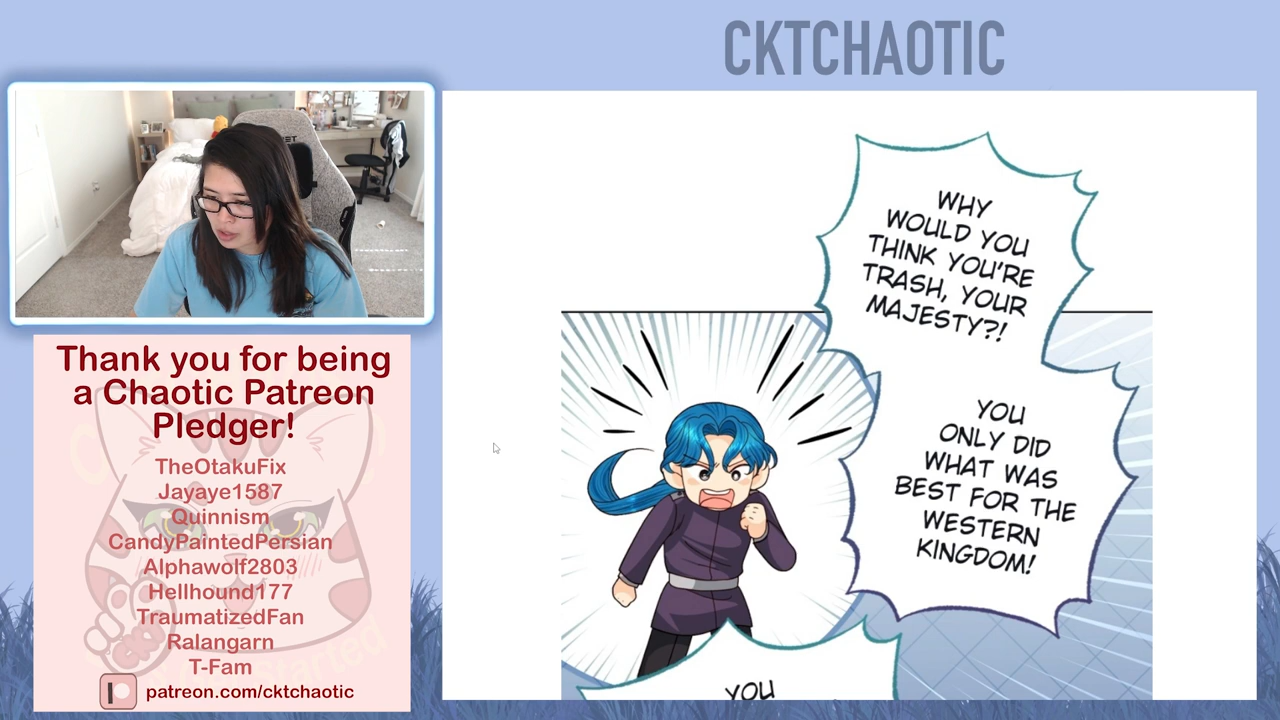 CKTCHAOTIC
WHY
WOULD YOU
THINK YOU'RE
TRASH, YOUR
MAJESTY?!
YOU
ONLY DID
WHAT WAS
BEST FOR THE
WESTERN
KINGDOM!
YOU
Thank you for being
a Chaotic Patreon
Pledger!
TheOtakuFix
Jayaye1587
Quinnism
CandyPaintedPersian
Alphawolf2803
Hellhound177
TraumatizedFan
Ralangarn
T-Fam
patreon.com/cktchaotic